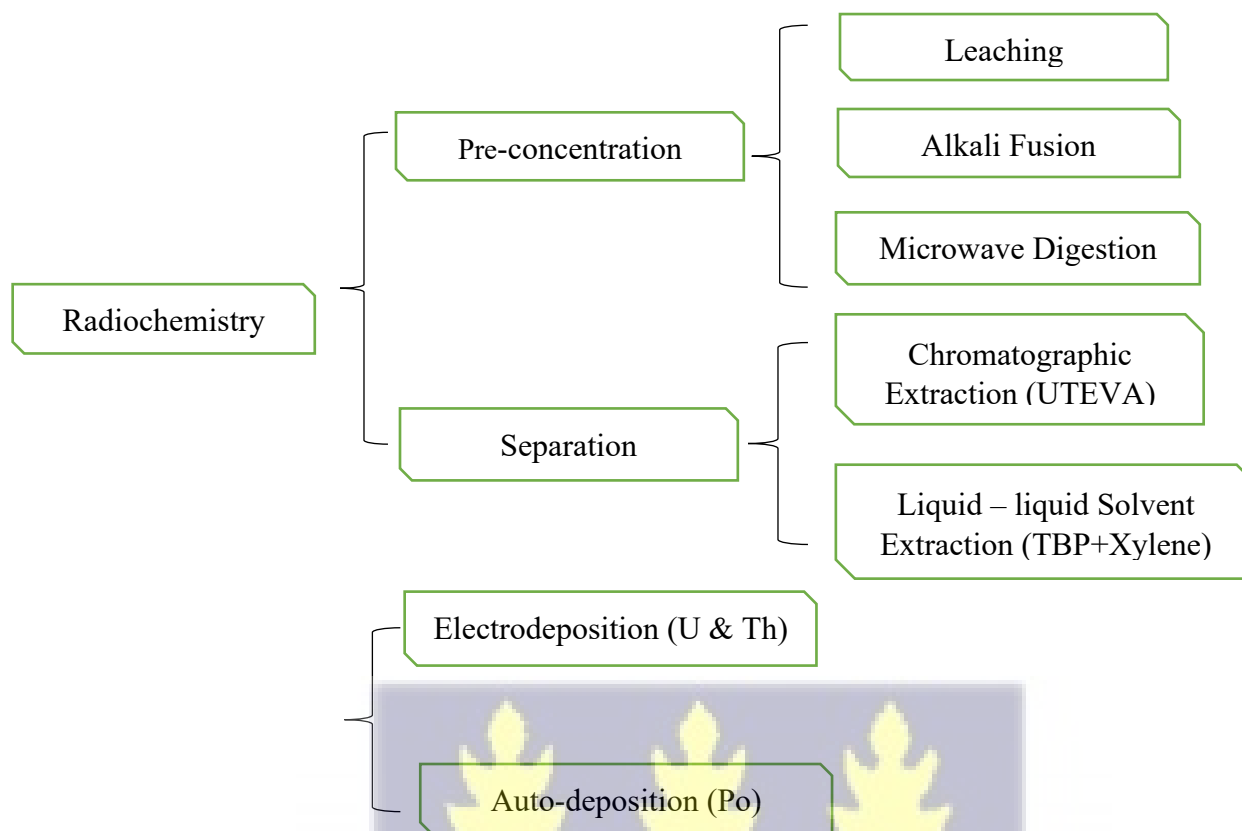 Radiochemistry
Pre-concentration
Leaching
Alkali Fusion
Microwave Digestion
Separation
Chromatographic
Extraction (UTEVA)
Liquid – liquid Solvent
Extraction (TBP+Xylene)
Electrodeposition (U & Th)
Auto-deposition (Po)